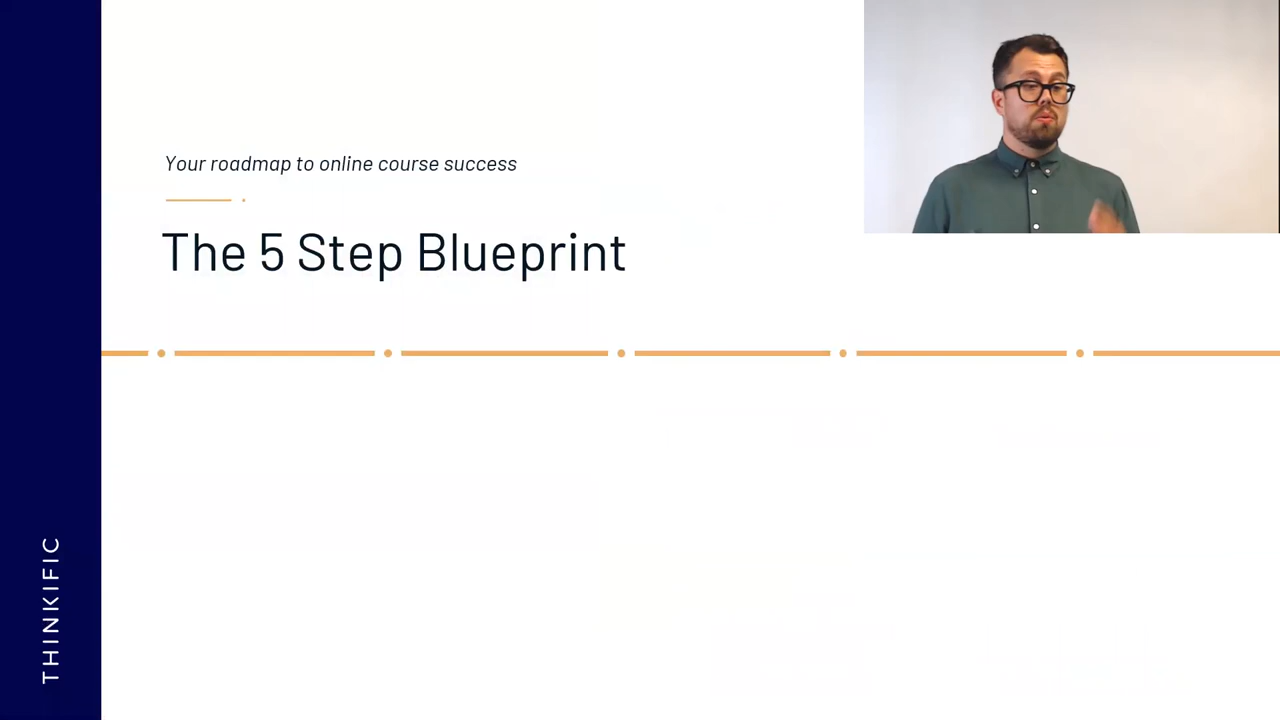 Your roadmap to online course success
The 5 Step Blueprint
THINKIFIC